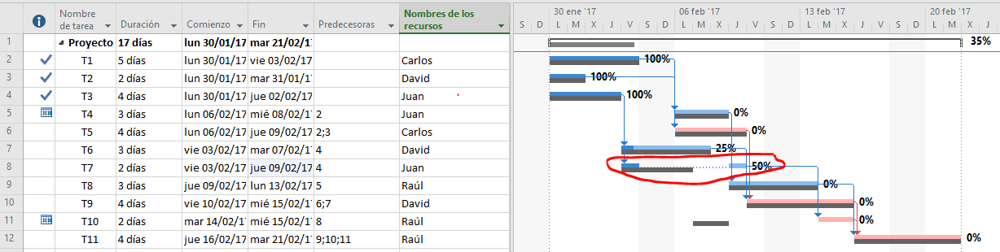 30 ene '17 06 feb '17 13 feb '17 20 feb '17
Nombre de tarea Duración Comienzo Fin Predecesoras Nombres de los recursos
S D L M X J V S D L M X J V S D L M X J V S D L M X J V
1 Proyecto 17 días lun 30/01/17 mar 21/02/17 35%
2 T1 5 días lun 30/01/17 vie 03/02/17 Carlos 100%
3 T2 2 días lun 30/01/17 mar 31/01/17 David 100%
4 T3 4 días lun 30/01/17 jue 02/02/17 Juan 100%
5 T4 3 días lun 06/02/17 mié 08/02/17 2 Juan 0%
6 T5 4 días lun 06/02/17 jue 09/02/17 2;3 Carlos 0%
7 T6 3 días vie 03/02/17 mar 07/02/17 4 David 25%
8 T7 2 días vie 03/02/17 jue 09/02/17 4 Juan 50%
9 T8 3 días jue 09/02/17 lun 13/02/17 5 Raúl 0%
10 T9 4 días vie 10/02/17 mié 15/02/17 6;7 David 0%
11 T10 2 días mar 14/02/17 mié 15/02/17 8 Raúl 0%
12 T11 4 días jue 16/02/17 mar 21/02/17 9;10;11 Raúl 0%